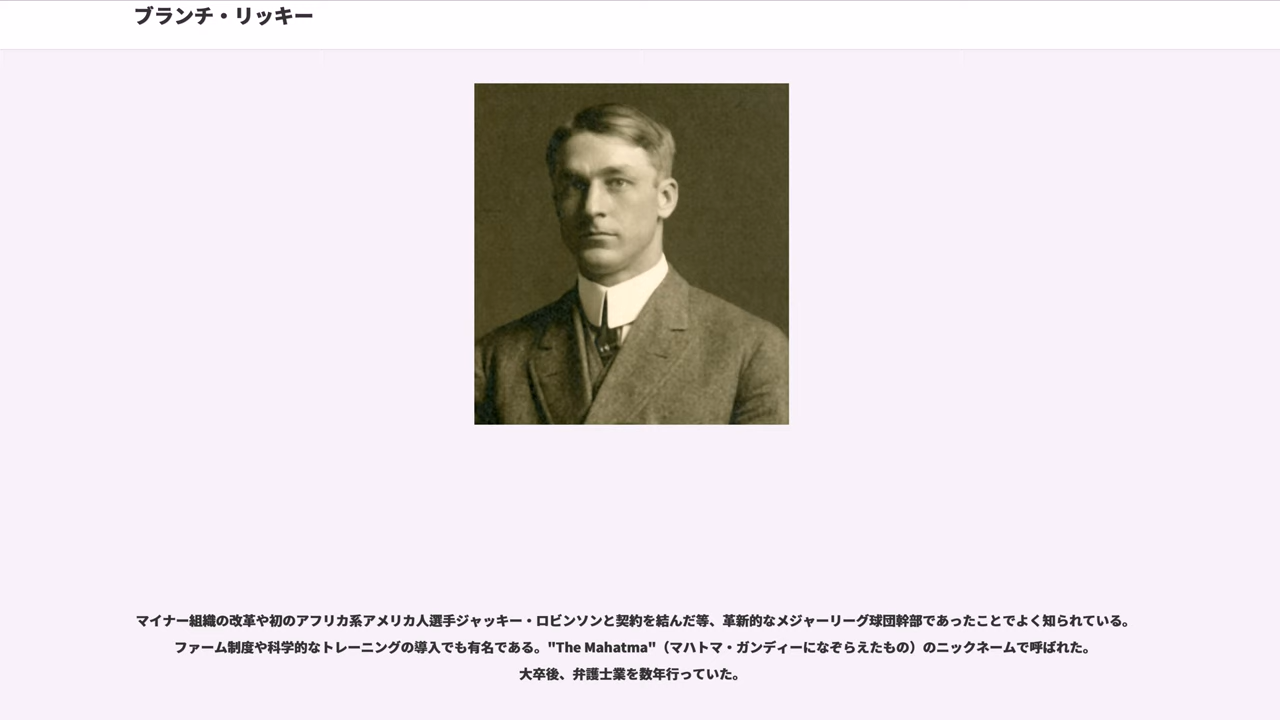 ブランチ・リッキー
マイナー組織の改革や初のアフリカ系アメリカ人選手ジャッキー・ロビンソンと契約を結んだ等、革新的なメジャーリーグ球団幹部であったことでよく知られている。
ファーム制度や科学的なトレーニングの導入でも有名である。"The Mahatma"（マハトマ・ガンディーになぞらえたもの）のニックネームで呼ばれた。
大卒後、弁護士業を数年行っていた。